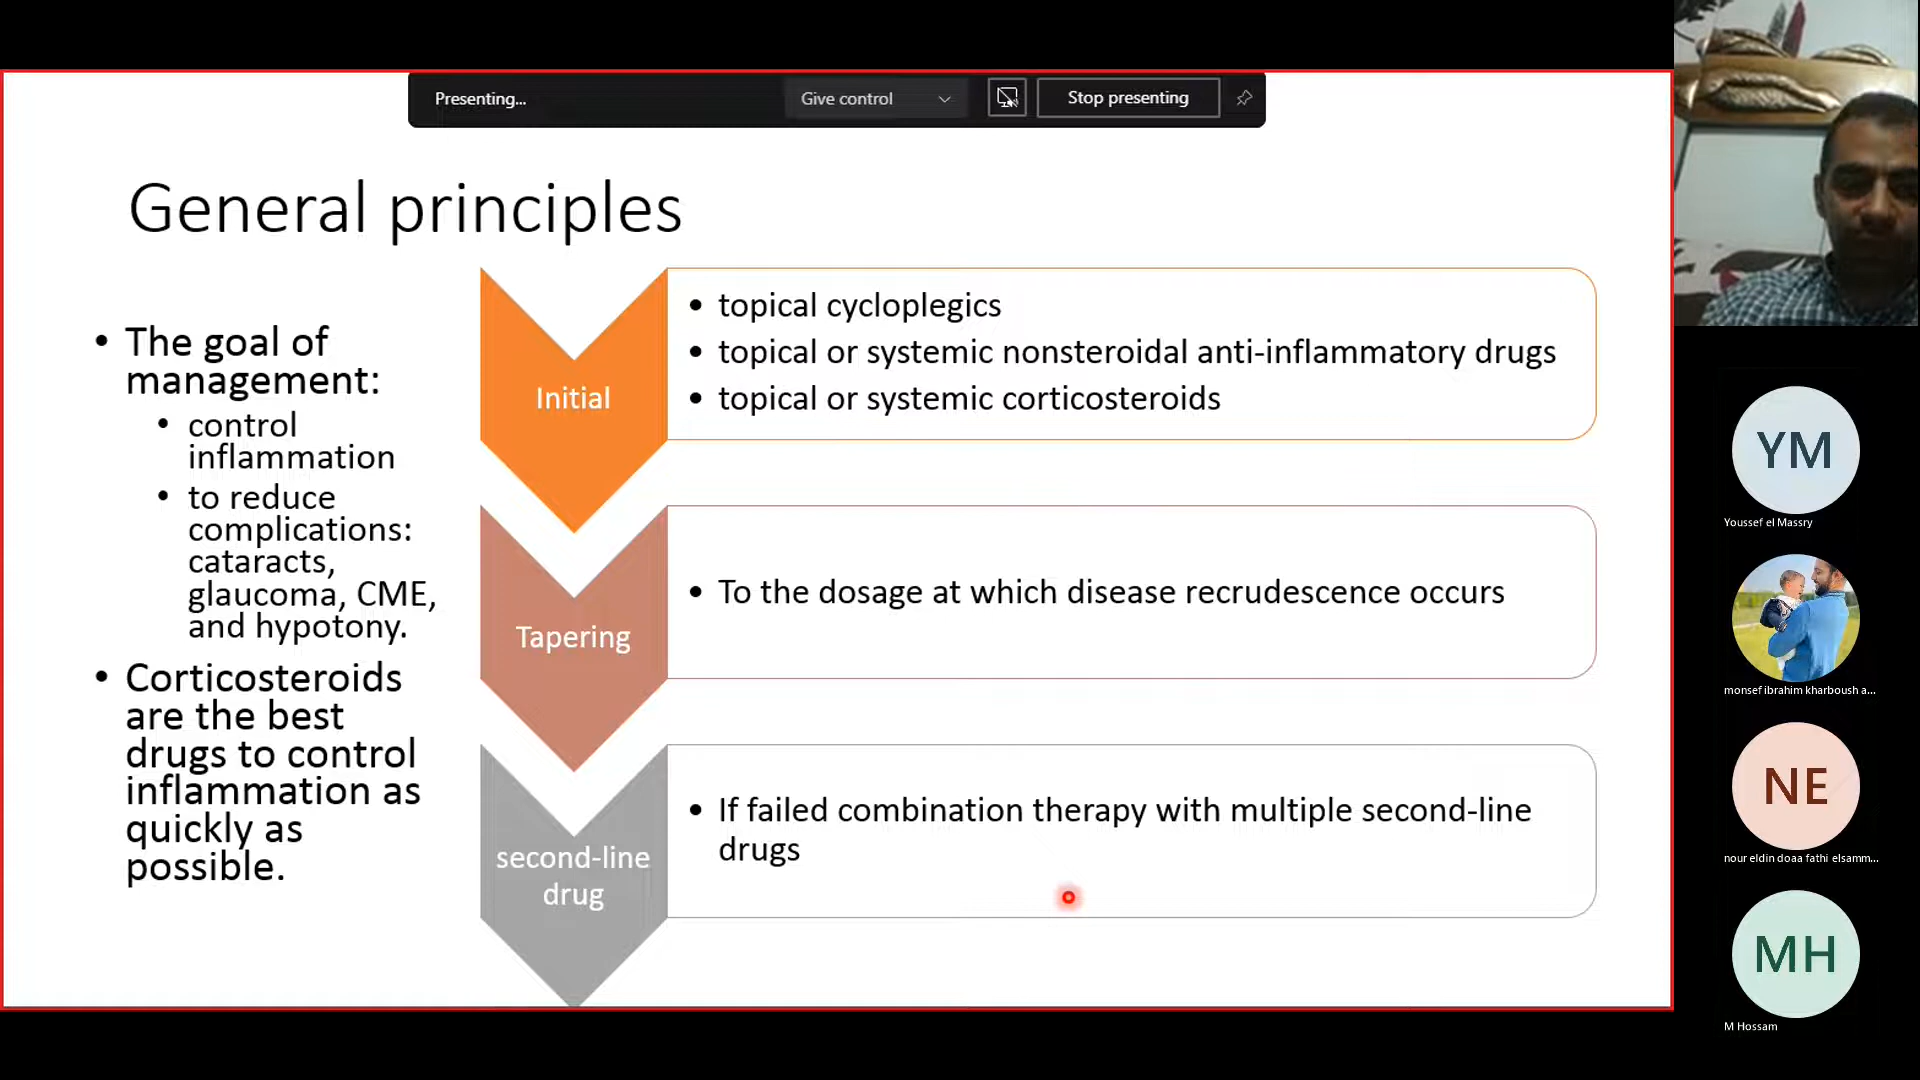 Presenting...
Give control
Stop presenting
General principles
• The goal of
management:
• control
inflammation
• to reduce
complications:
cataracts,
glaucoma, CME,
and hypotony.
• Corticosteroids
are the best
drugs to control
inflammation as
quickly as
possible.
Initial
• topical cycloplegics
• topical or systemic nonsteroidal anti-inflammatory drugs
• topical or systemic corticosteroids
Tapering
• To the dosage at which disease recrudescence occurs
second-line
drug
• If failed combination therapy with multiple second-line
drugs
YM
Youssef el Massry
monsef ibrahim kharboush a...
NE
nour eldin doaa fathi elsamm...
MH
M Hossam